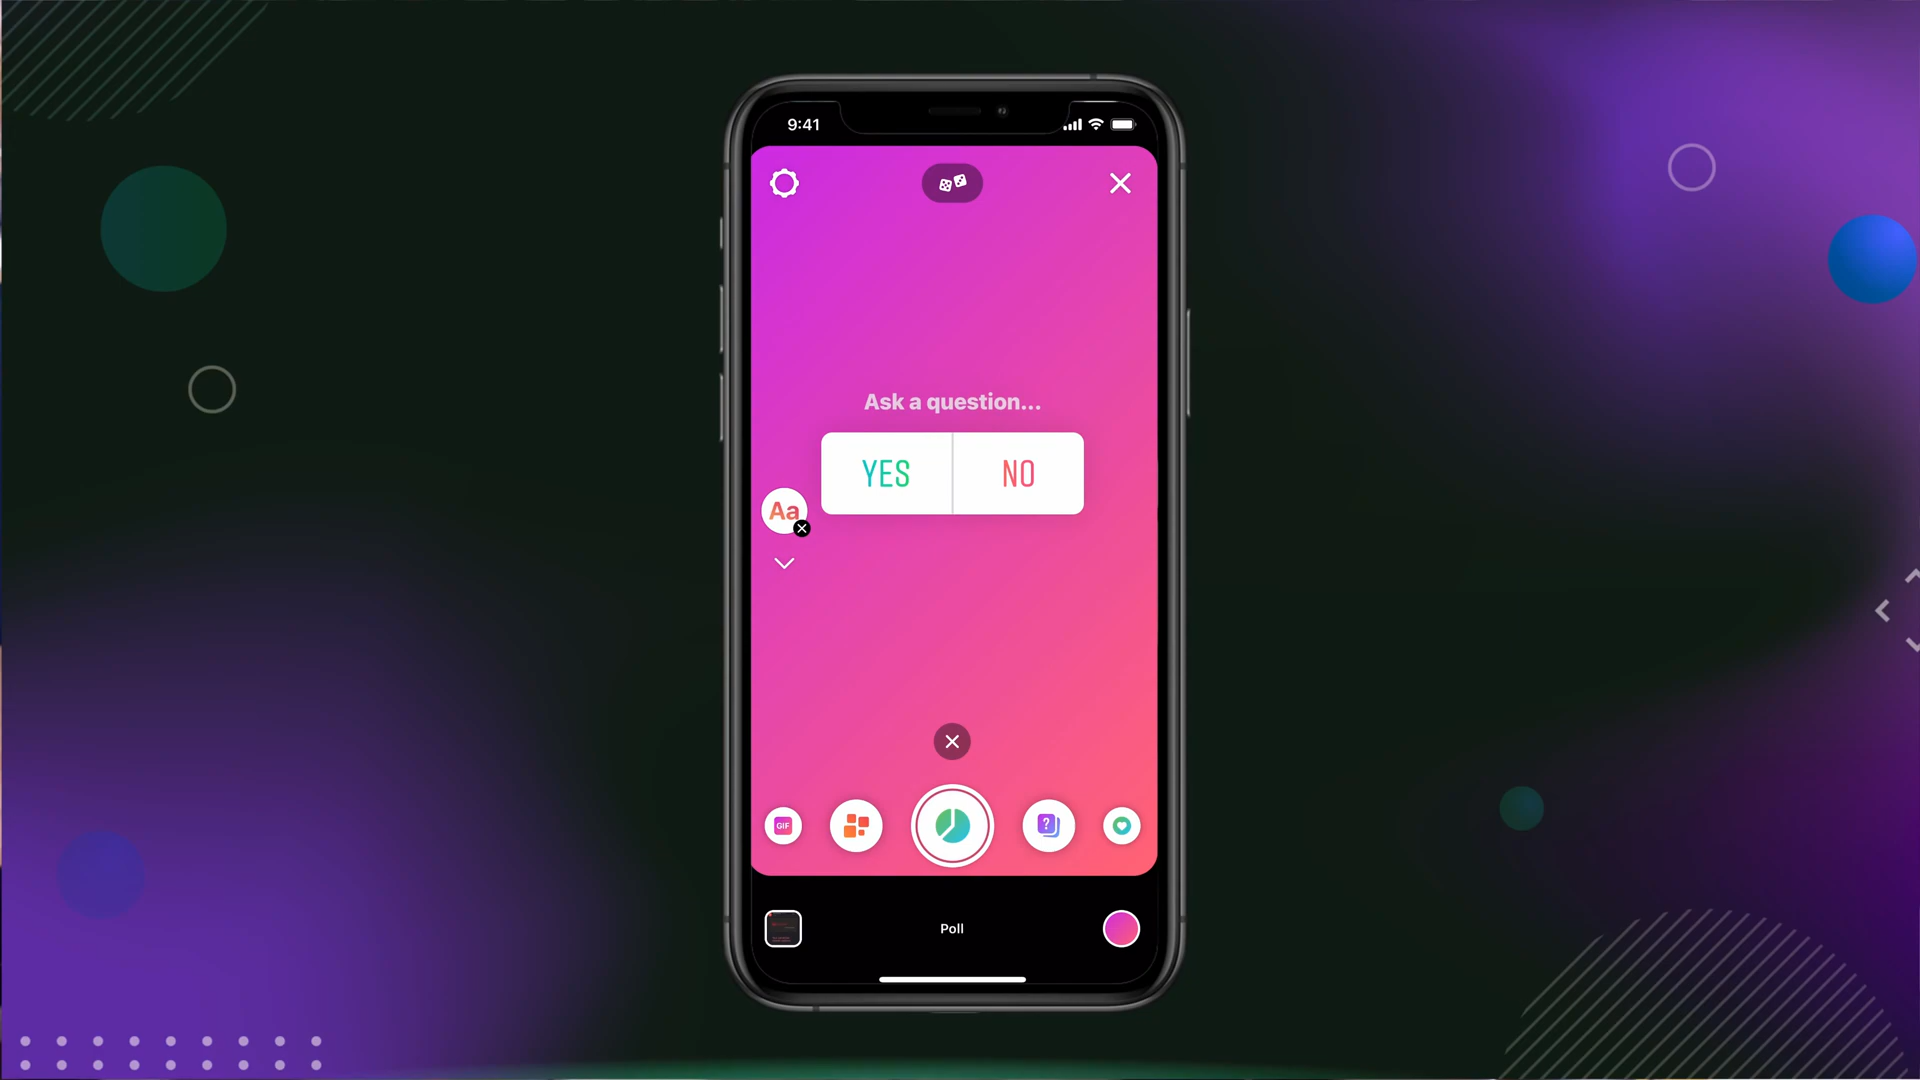 9:41
Ask a question...
YES NO
Aa
GIF ?
Poll